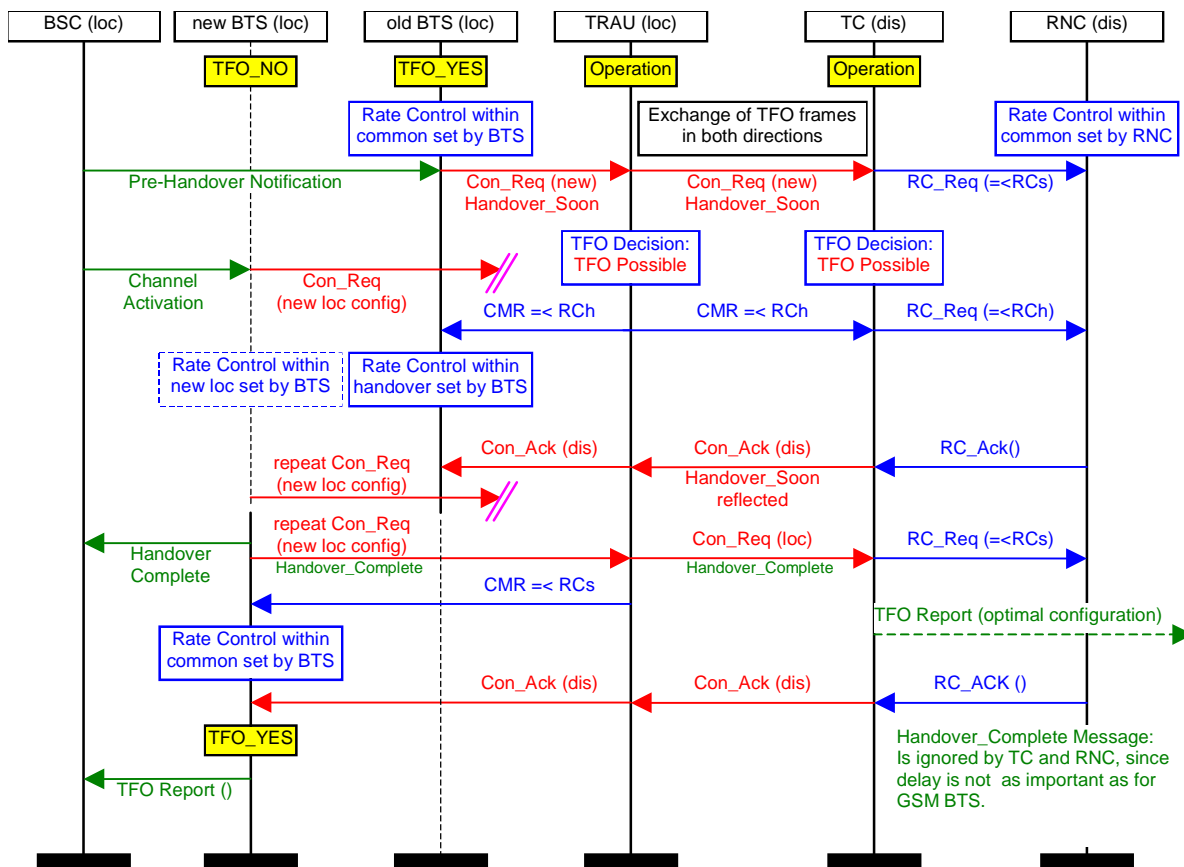 BSC (loc)
new BTS (loc)
old BTS (loc)
TRAU (loc)
TC (dis)
RNC (dis)
TFO_NO
TFO_YES
Operation
Operation
Rate Control within
common set by BTS
Exchange of TFO frames
in both directions
Rate Control within
common set by RNC
Pre-Handover Notification
Con_Req (new)
Handover_Soon
Con_Req (new)
Handover_Soon
RC_Req (=<RCs)
TFO Decision:
TFO Possible
TFO Decision:
TFO Possible
Channel
Activation
Con_Req
(new loc config)
CMR =< RCh
CMR =< RCh
RC_Req (=<RCh)
Rate Control within
new loc set by BTS
Rate Control within
handover set by BTS
Con_Ack (dis)
Con_Ack (dis)
Handover_Soon
reflected
RC_Ack()
repeat Con_Req
(new loc config)
repeat Con_Req
(new loc config)
Handover_Complete
Handover
Complete
Con_Req (loc)
Handover_Complete
RC_Req (=<RCs)
CMR =< RCs
TFO Report (optimal configuration)
Rate Control within
common set by BTS
Con_Ack (dis)
Con_Ack (dis)
RC_ACK ()
TFO_YES
Handover_Complete Message:
Is ignored by TC and RNC, since
delay is not as important as for
GSM BTS.
TFO Report ()